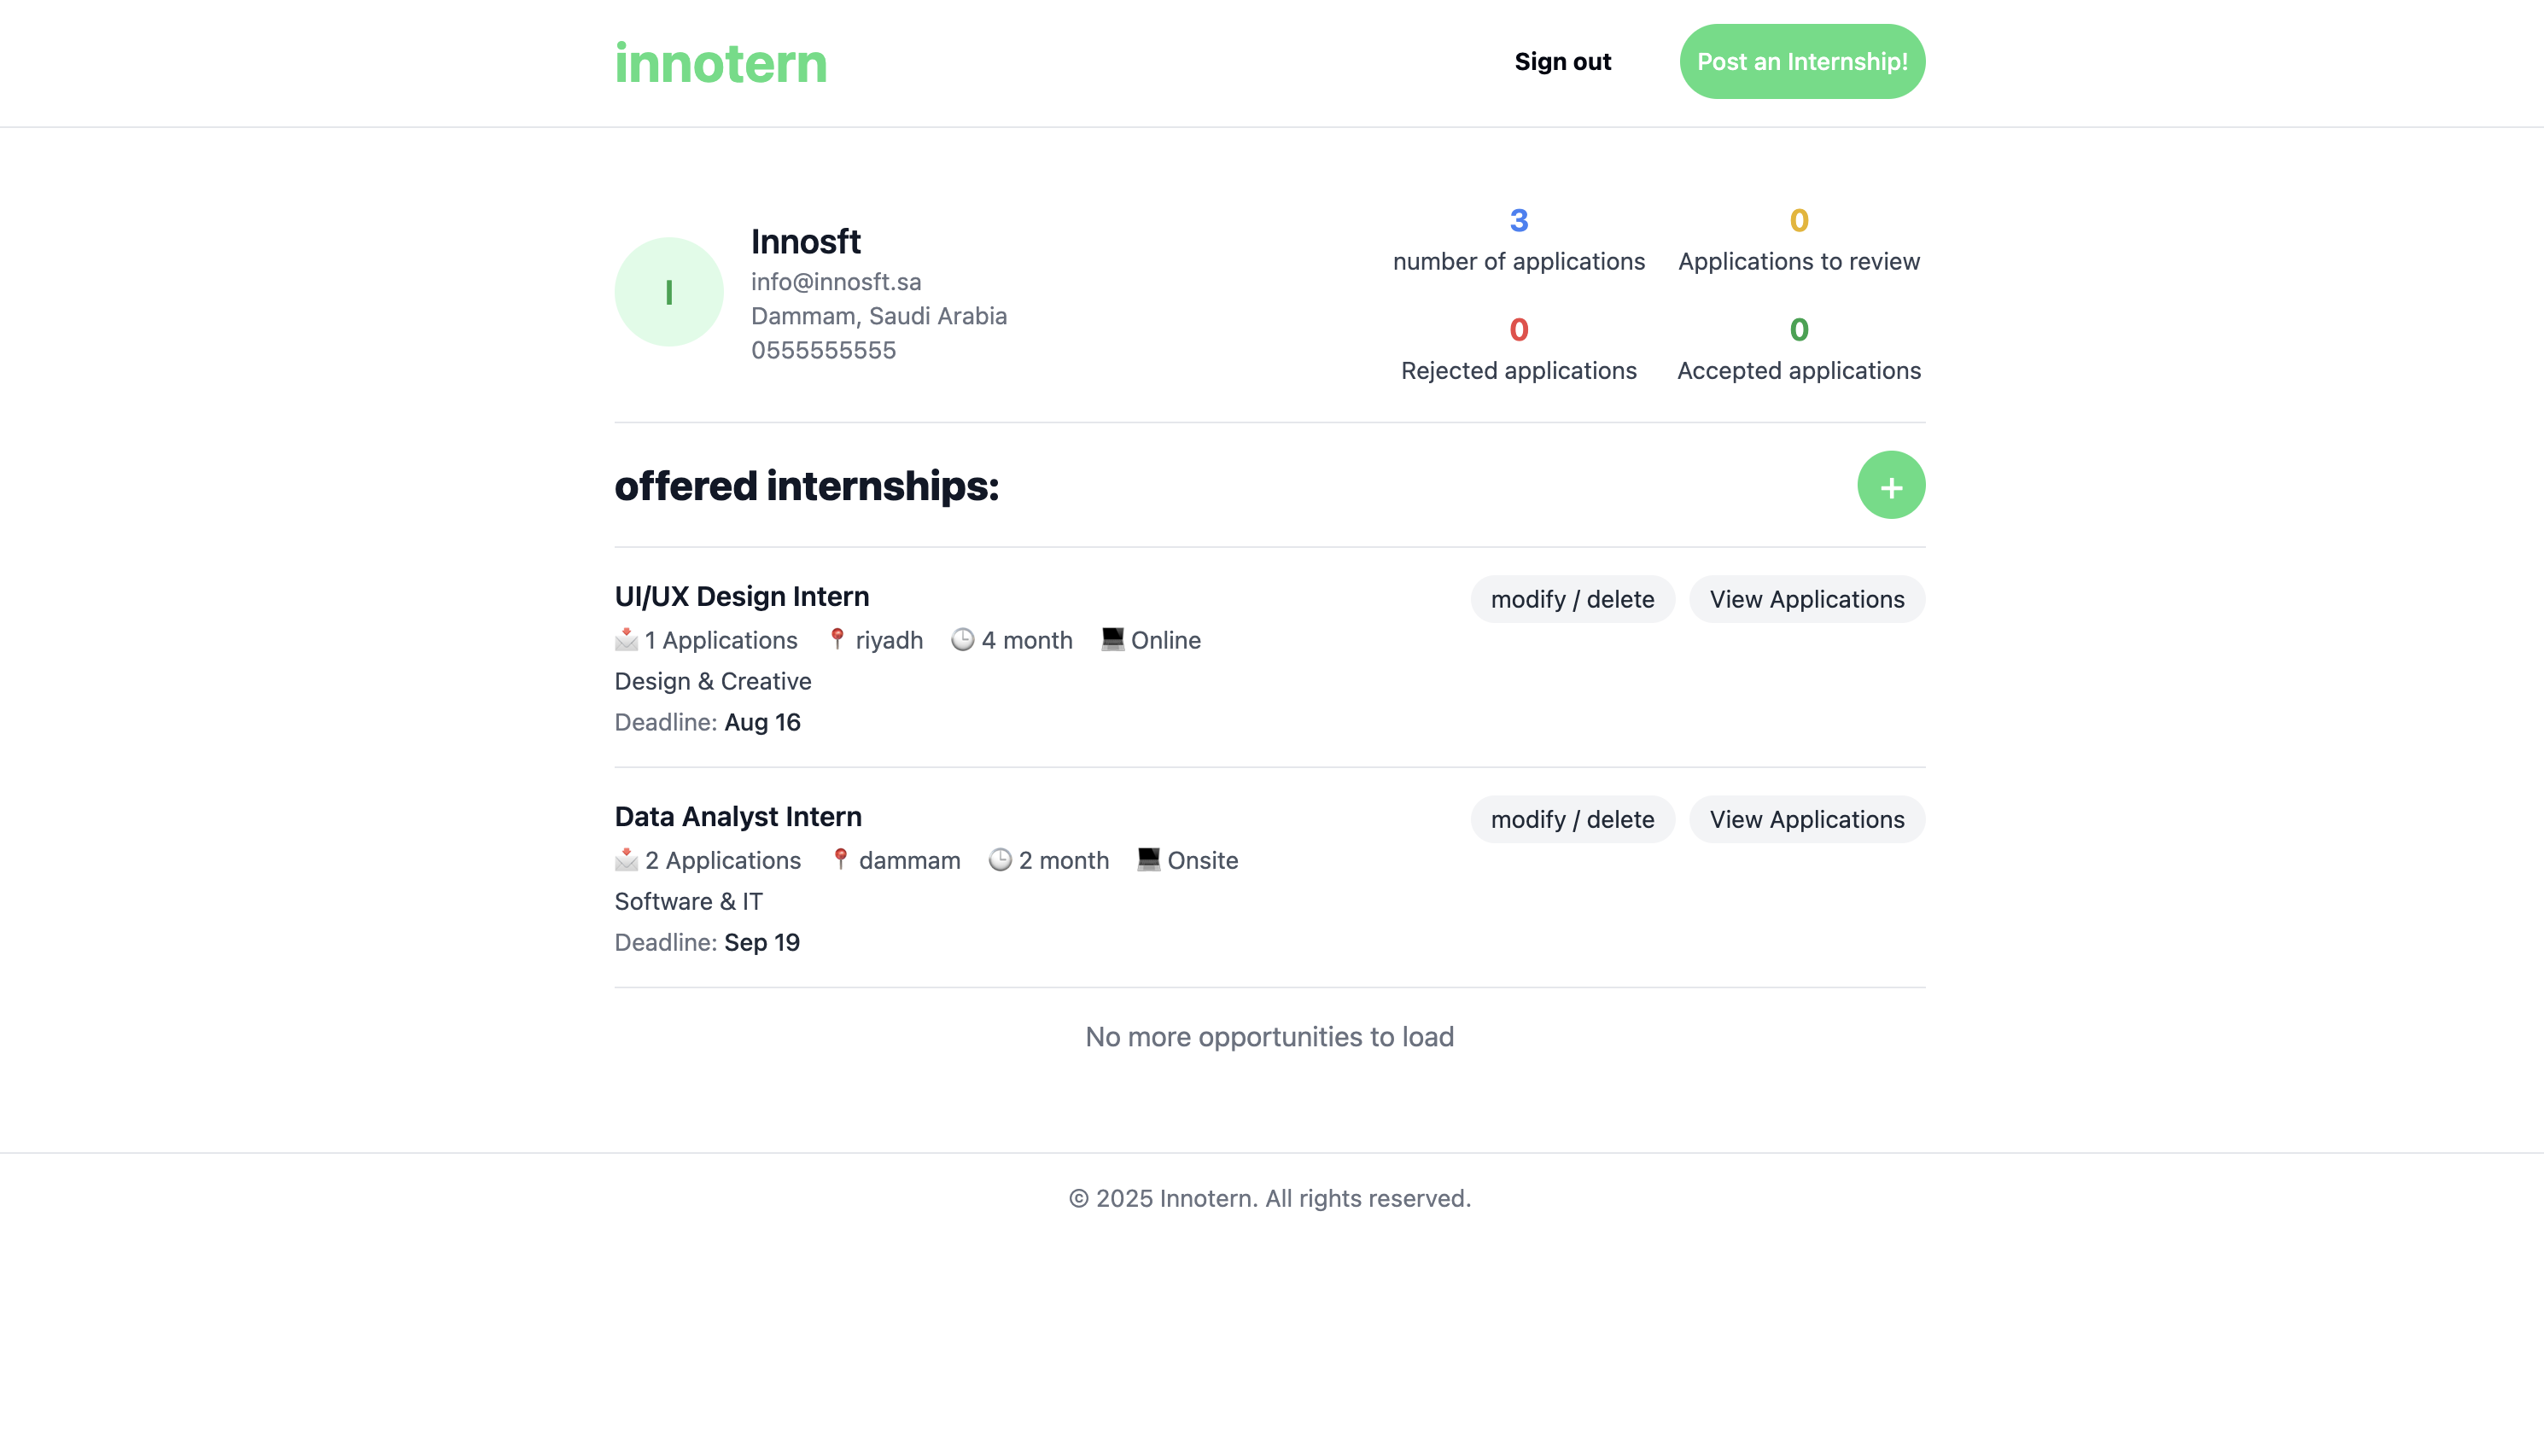 innotern
Sign out
Post an Internship!
I
Innosft
info@innosft.sa
Dammam, Saudi Arabia
0555555555
3
number of applications
0
Applications to review
0
Rejected applications
0
Accepted applications
offered internships:
+
UI/UX Design Intern
modify / delete
View Applications
1 Applications riyadh 4 month Online
Design & Creative
Deadline: Aug 16
Data Analyst Intern
modify / delete
View Applications
2 Applications dammam 2 month Onsite
Software & IT
Deadline: Sep 19
No more opportunities to load
© 2025 Innotern. All rights reserved.